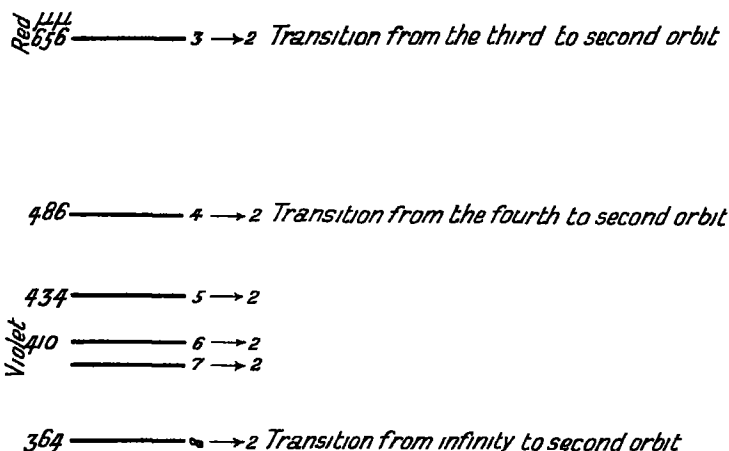 Red μμ
656 3 → 2 Transition from the third to second orbit
486 4 → 2 Transition from the fourth to second orbit
434 5 → 2
Violet 410 6 → 2
7 → 2
364 ∞ → 2 Transition from infinity to second orbit